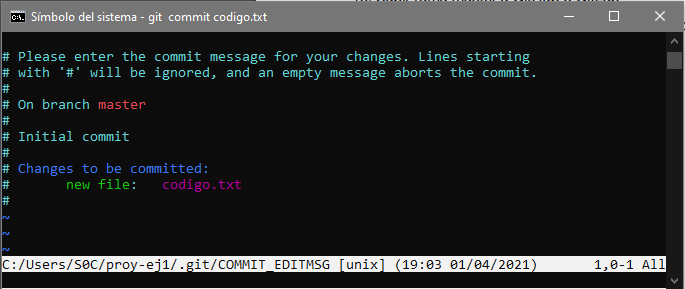 Símbolo del sistema - git commit codigo.txt
# Please enter the commit message for your changes. Lines starting
# with '#' will be ignored, and an empty message aborts the commit.
#
# On branch master
#
# Initial commit
#
# Changes to be committed:
#       new file:   codigo.txt
#
~
~
~
C:/Users/S0C/proy-ej1/.git/COMMIT_EDITMSG [unix] (19:03 01/04/2021) 1,0-1 All